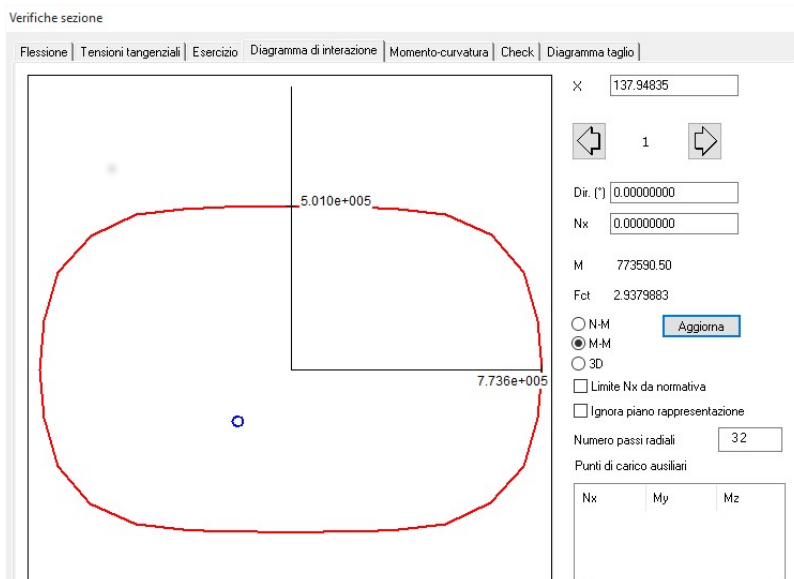 Verifiche sezione
Flessione Tensioni tangenziali Esercizio Diagramma di interazione Momento-curvatura Check Diagramma taglio
X 137.94835
1
Dir. (°) 0.00000000
Nx 0.00000000
M 773590.50
Fct 2.9379883
N-M
Aggiorna
M-M
3D
Limite Nx da normativa
Ignora piano rappresentazione
Numero passi radiali 32
Punti di carico ausiliari
Nx My Mz
5.010e+005
7.736e+005